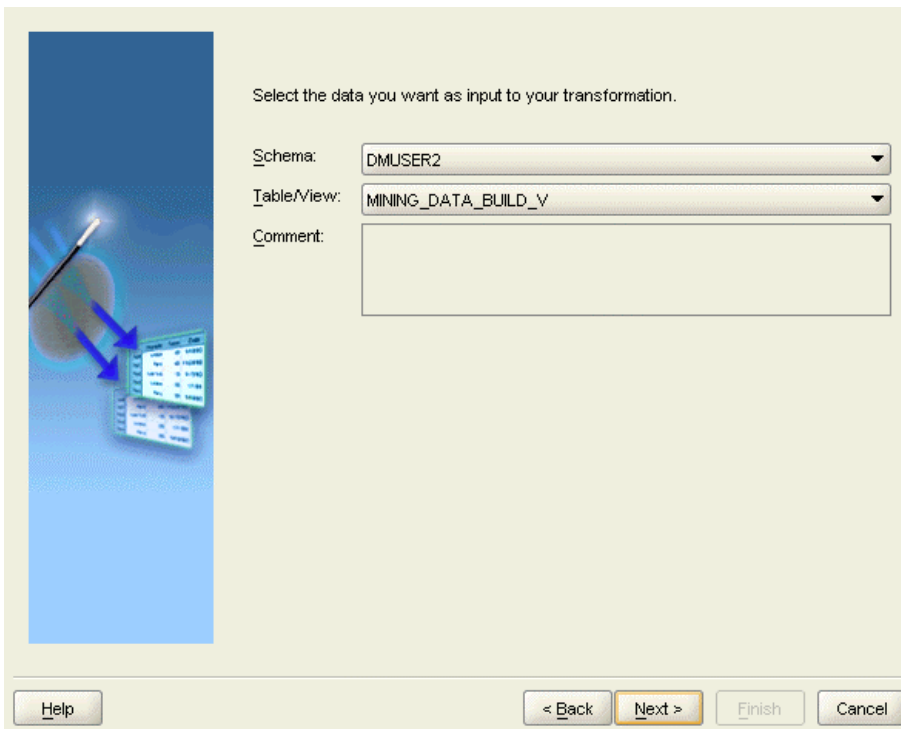 Select the data you want as input to your transformation.
Schema: DMUSER2
Table/View: MINING_DATA_BUILD_V
Comment:
Help < Back Next > Finish Cancel